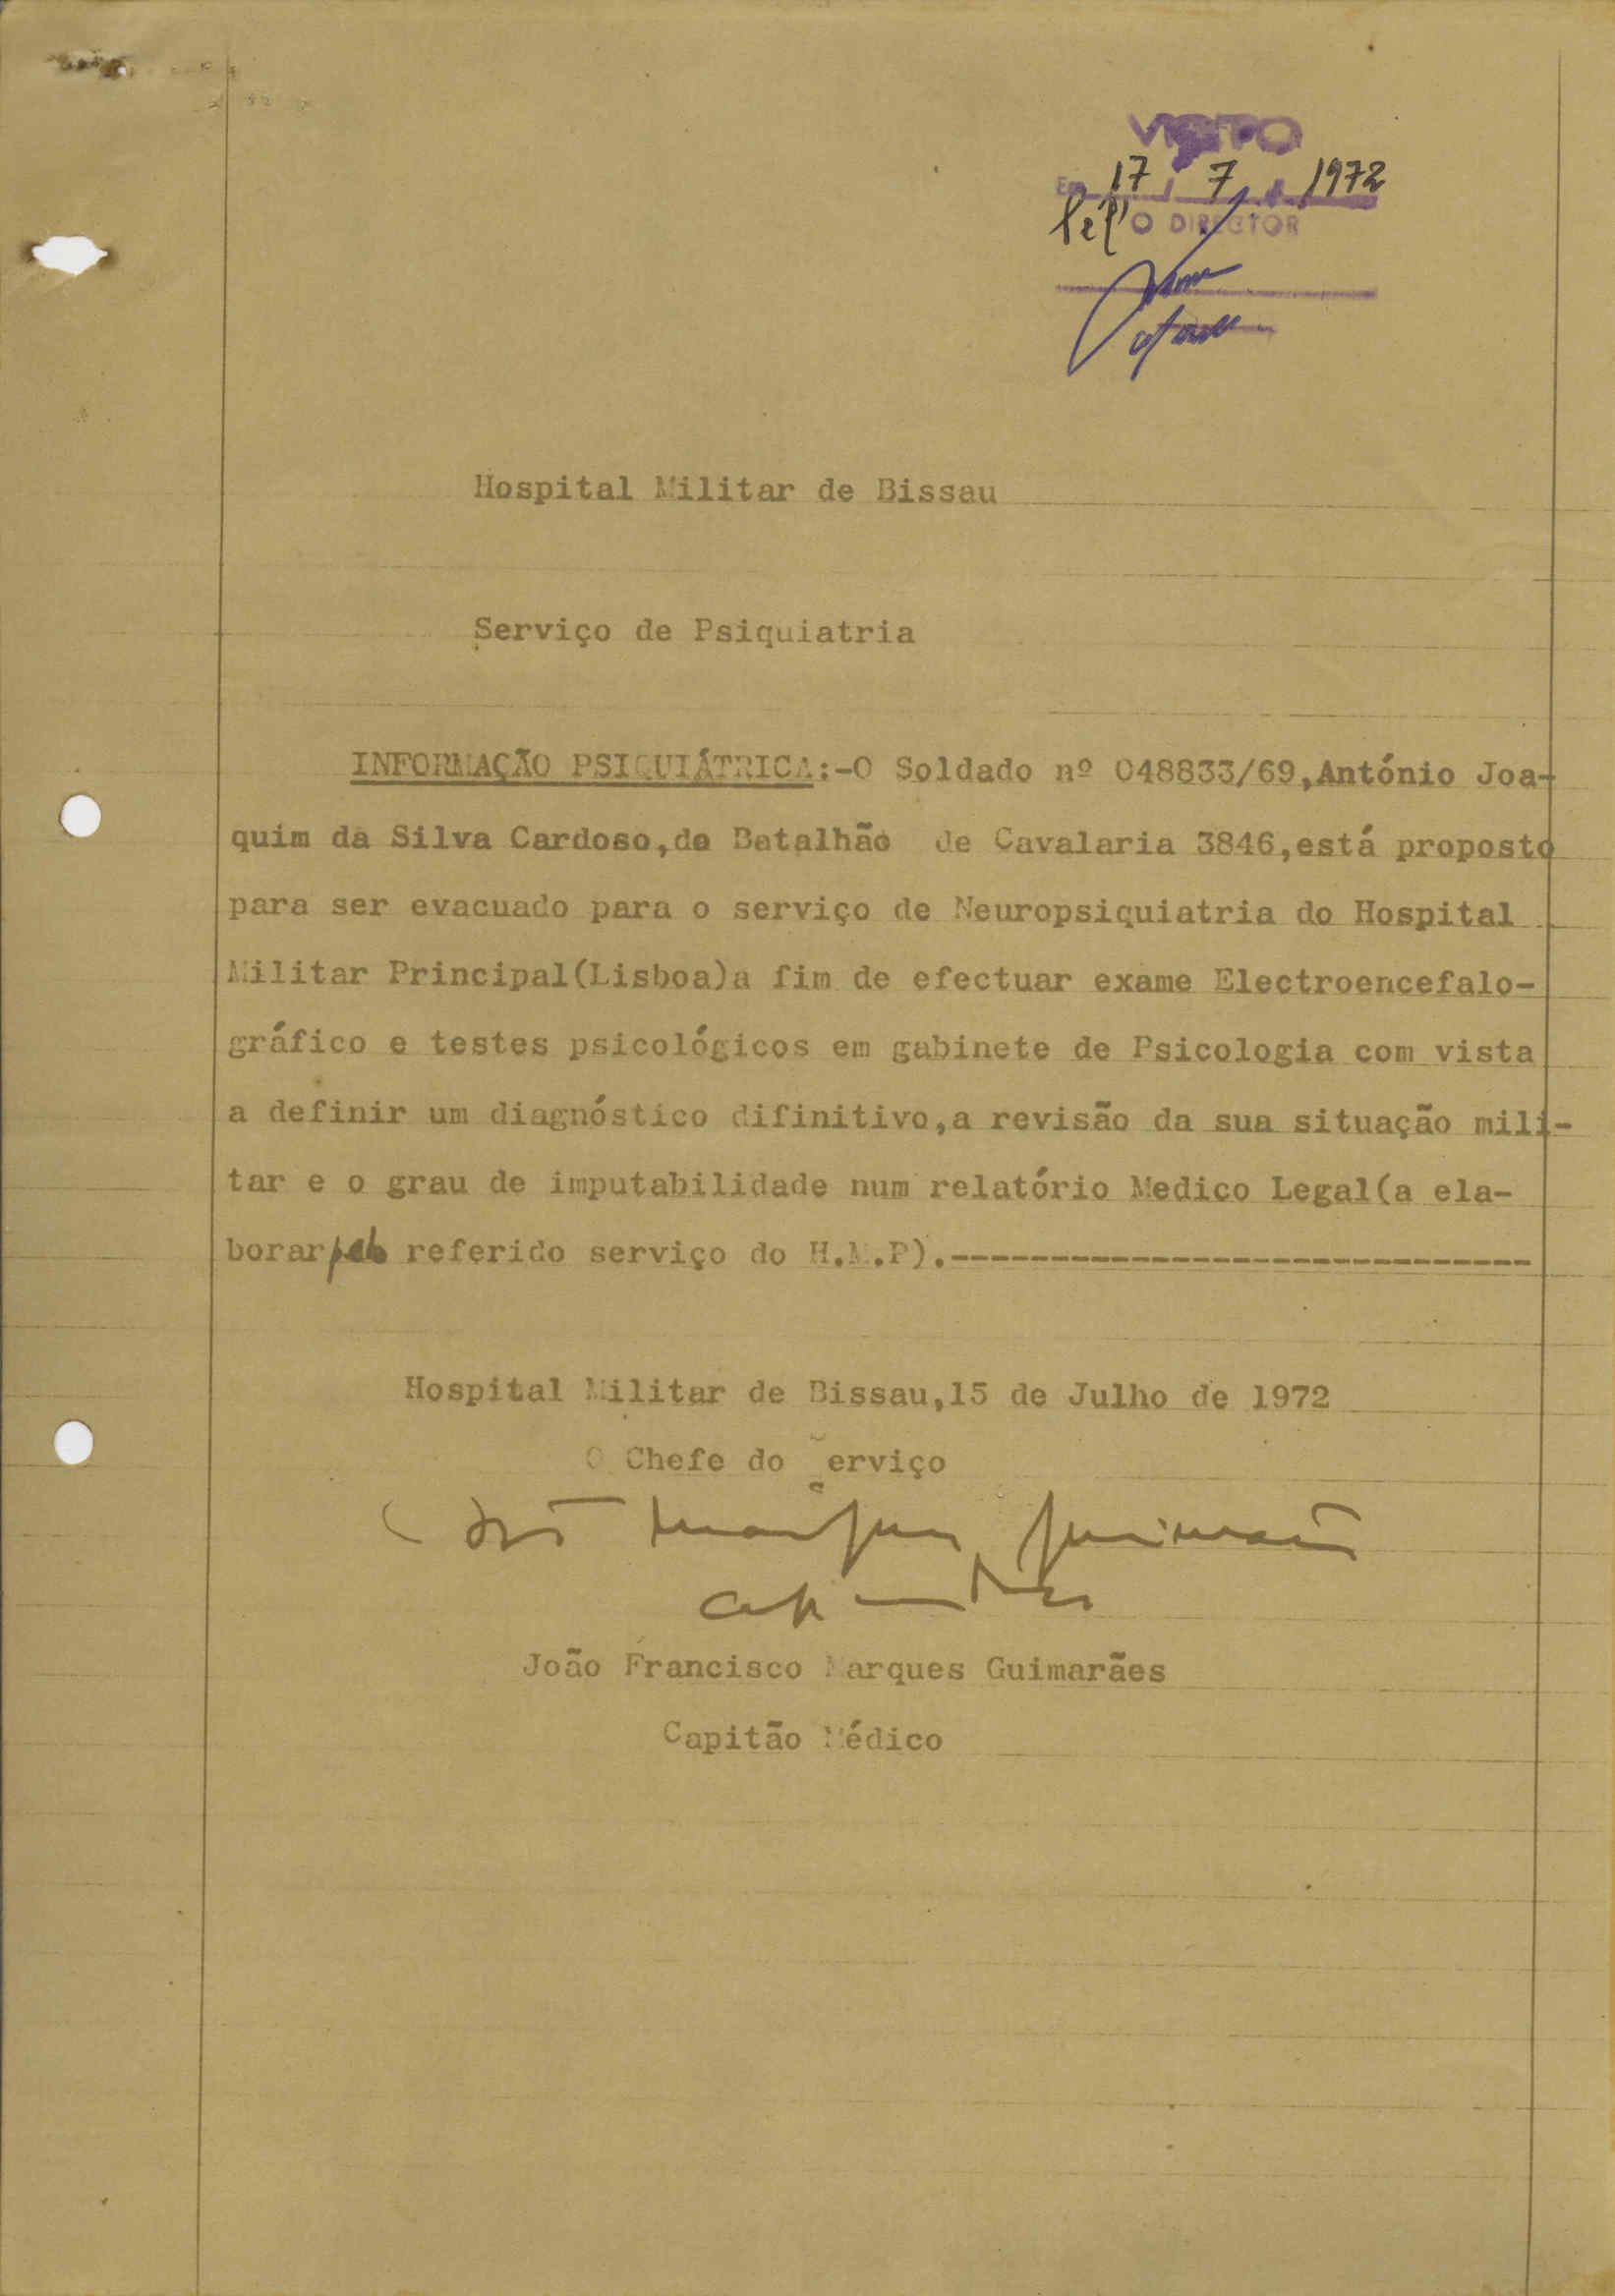 VISTO
Em 17 / 7 / 1972
Pel' O DIRECTOR
Hospital Militar de Bissau
Serviço de Psiquiatria
INFORMAÇÃO PSIQUIÁTRICA:-O Soldado nº 048833/69,António Joa-
quim da Silva Cardoso,do Batalhão de Cavalaria 3846,está proposto
para ser evacuado para o serviço de Neuropsiquiatria do Hospital
Militar Principal(Lisboa)a fim de efectuar exame Electroencefalo-
gráfico e testes psicológicos em gabinete de Psicologia com vista
a definir um diagnóstico difinitivo,a revisão da sua situação mili-
tar e o grau de imputabilidade num relatório Medico Legal(a ela-
borar pelo referido serviço do H.M.P).------------------------------
Hospital Militar de Bissau,15 de Julho de 1972
O Chefe do Serviço
João Francisco Marques Guimarães
Capitão Médico